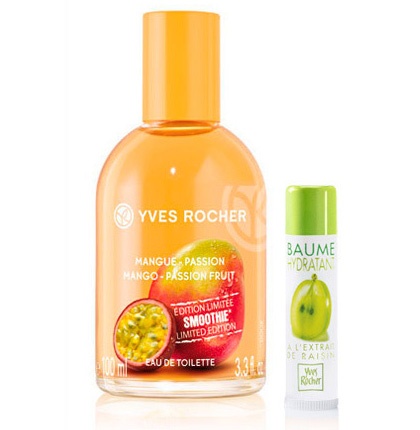 YVES ROCHER
MANGUE - PASSION
MANGO - PASSION FRUIT
ÉDITION LIMITÉE
SMOOTHIE
LIMITED EDITION
100 ml
3.3 fl. oz.
EAU DE TOILETTE
BAUME
HYDRATANT
À L'EXTRAIT
DE RAISIN
Yves
Rocher